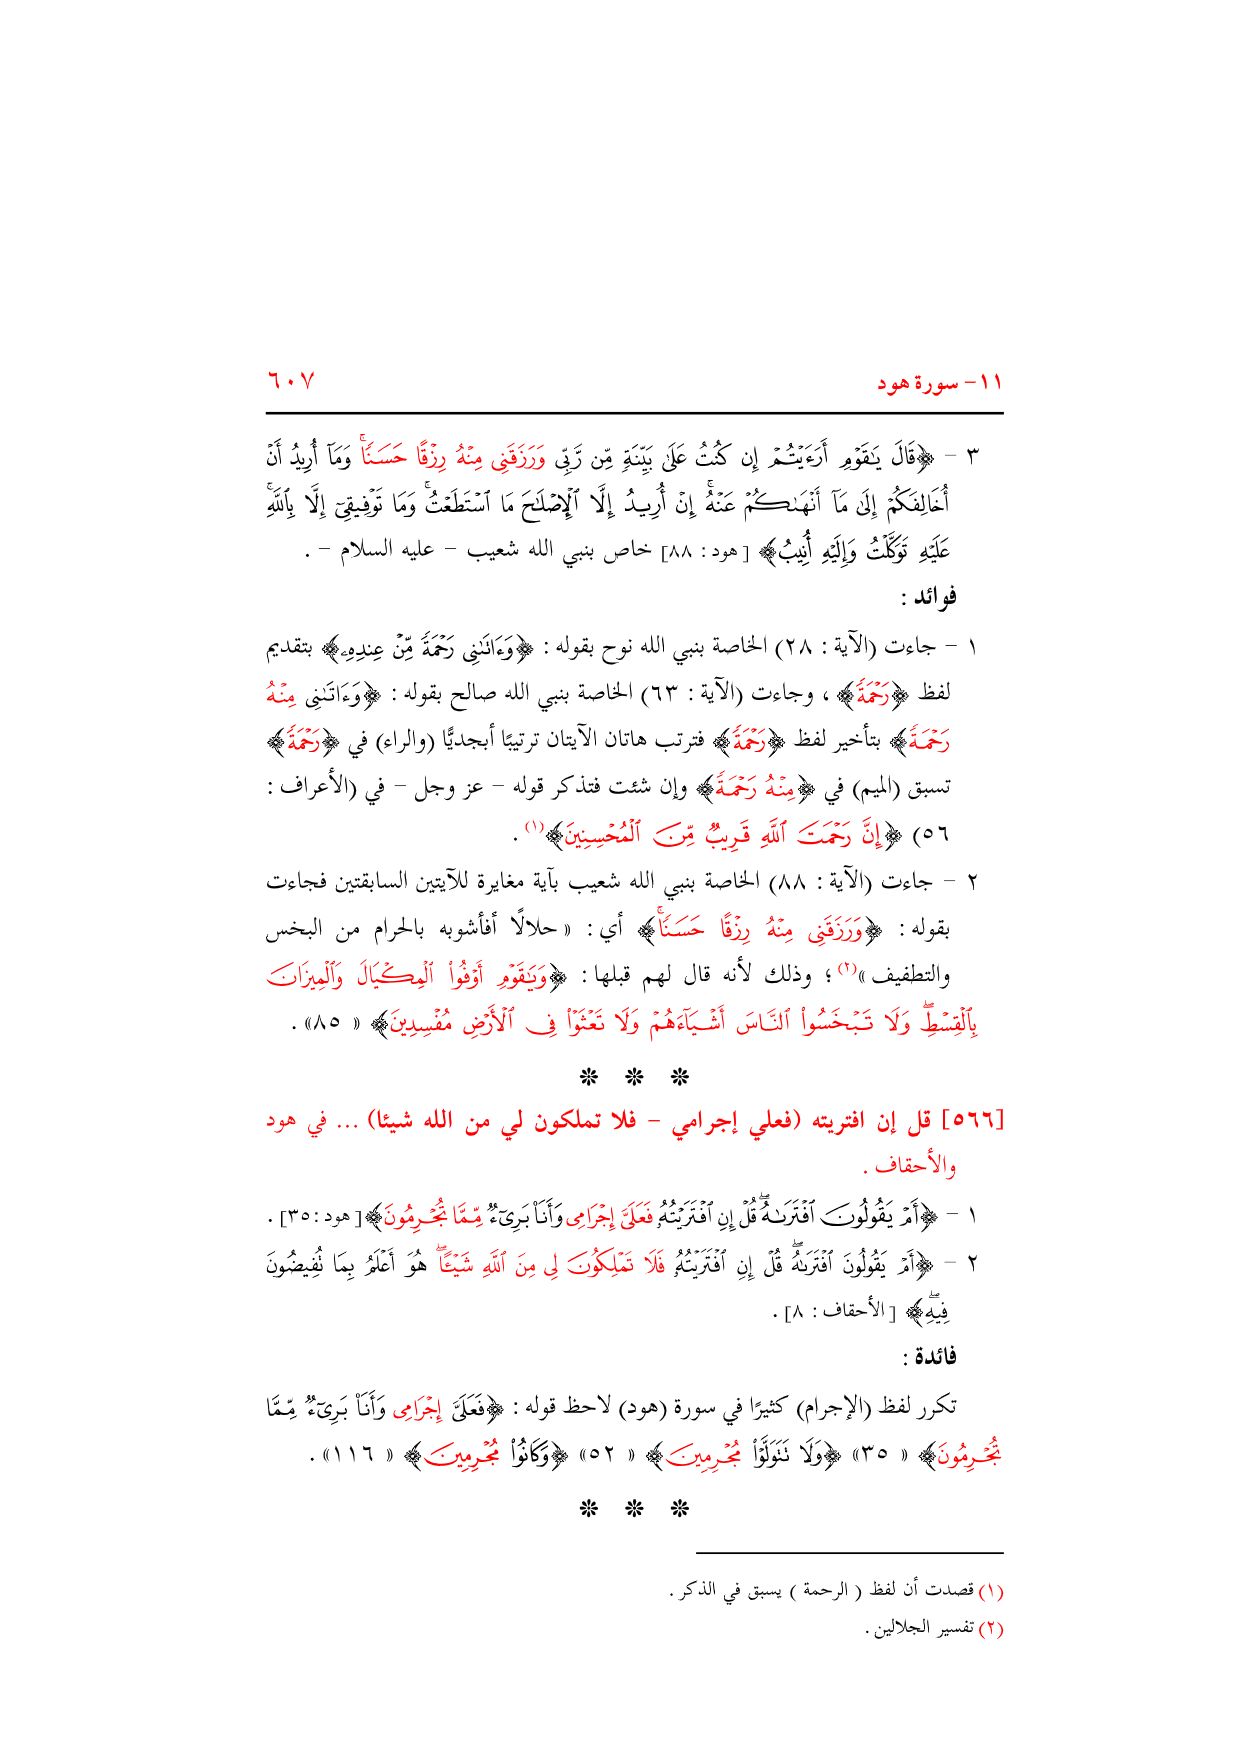 ١١- سورة هود ٦٠٧
٣ - ﴿قَالَ يَٰقَوْمِ أَرَءَيْتُمْ إِن كُنتُ عَلَىٰ بَيِّنَةٍ مِّن رَّبِّى وَرَزَقَنِى مِنْهُ رِزْقًا حَسَنًا ۚ وَمَآ أُرِيدُ أَنْ
أُخَالِفَكُمْ إِلَىٰ مَآ أَنْهَىٰكُمْ عَنْهُ ۚ إِنْ أُرِيدُ إِلَّا ٱلْإِصْلَٰحَ مَا ٱسْتَطَعْتُ ۚ وَمَا تَوْفِيقِىٓ إِلَّا بِٱللَّهِ ۚ
عَلَيْهِ تَوَكَّلْتُ وَإِلَيْهِ أُنِيبُ﴾ [هود : ٨٨] خاص بنبي الله شعيب - عليه السلام - .
فوائد :
١ - جاءت (الآية : ٢٨) الخاصة بنبي الله نوح بقوله : ﴿وَءَاتَىٰنِى رَحْمَةً مِّنْ عِندِهِۦ﴾ بتقديم
لفظ ﴿رَحْمَةً﴾ ، وجاءت (الآية : ٦٣) الخاصة بنبي الله صالح بقوله : ﴿وَءَاتَىٰنِى مِنْهُ
رَحْمَةً﴾ بتأخير لفظ ﴿رَحْمَةً﴾ فترتب هاتان الآيتان ترتيبًا أبجديًّا (والراء) في ﴿رَحْمَةً﴾
تسبق (الميم) في ﴿مِنْهُ رَحْمَةً﴾ وإن شئت فتذكر قوله - عز وجل - في (الأعراف :
٥٦) ﴿إِنَّ رَحْمَتَ ٱللَّهِ قَرِيبٌ مِّنَ ٱلْمُحْسِنِينَ﴾(١) .
٢ - جاءت (الآية : ٨٨) الخاصة بنبي الله شعيب بآية مغايرة للآيتين السابقتين فجاءت
بقوله : ﴿وَرَزَقَنِى مِنْهُ رِزْقًا حَسَنًا ۚ﴾ أي : « حلالًا أفأشوبه بالحرام من البخس
والتطفيف »(٢) ؛ وذلك لأنه قال لهم قبلها : ﴿وَيَٰقَوْمِ أَوْفُوا۟ ٱلْمِكْيَالَ وَٱلْمِيزَانَ
بِٱلْقِسْطِ ۖ وَلَا تَبْخَسُوا۟ ٱلنَّاسَ أَشْيَآءَهُمْ وَلَا تَعْثَوْا۟ فِى ٱلْأَرْضِ مُفْسِدِينَ﴾ « ٨٥» .
❊ ❊ ❊
[٥٦٦] قل إن افتريته (فعلي إجرامي - فلا تملكون لي من الله شيئا) ... في هود
والأحقاف .
١ - ﴿أَمْ يَقُولُونَ ٱفْتَرَىٰهُ ۖ قُلْ إِنِ ٱفْتَرَيْتُهُۥ فَعَلَىَّ إِجْرَامِى وَأَنَا۠ بَرِىٓءٌ مِّمَّا تُجْرِمُونَ﴾ [هود : ٣٥] .
٢ - ﴿أَمْ يَقُولُونَ ٱفْتَرَىٰهُ ۖ قُلْ إِنِ ٱفْتَرَيْتُهُۥ فَلَا تَمْلِكُونَ لِى مِنَ ٱللَّهِ شَيْـًٔا ۖ هُوَ أَعْلَمُ بِمَا تُفِيضُونَ
فِيهِ ۖ﴾ [الأحقاف : ٨] .
فائدة :
تكرر لفظ (الإجرام) كثيرًا في سورة (هود) لاحظ قوله : ﴿فَعَلَىَّ إِجْرَامِى وَأَنَا۠ بَرِىٓءٌ مِّمَّا
تُجْرِمُونَ﴾ « ٣٥» ﴿وَلَا تَتَوَلَّوْا۟ مُجْرِمِينَ﴾ « ٥٢» ﴿وَكَانُوا۟ مُجْرِمِينَ﴾ « ١١٦» .
❊ ❊ ❊
(١) قصدت أن لفظ ( الرحمة ) يسبق في الذكر .
(٢) تفسير الجلالين .